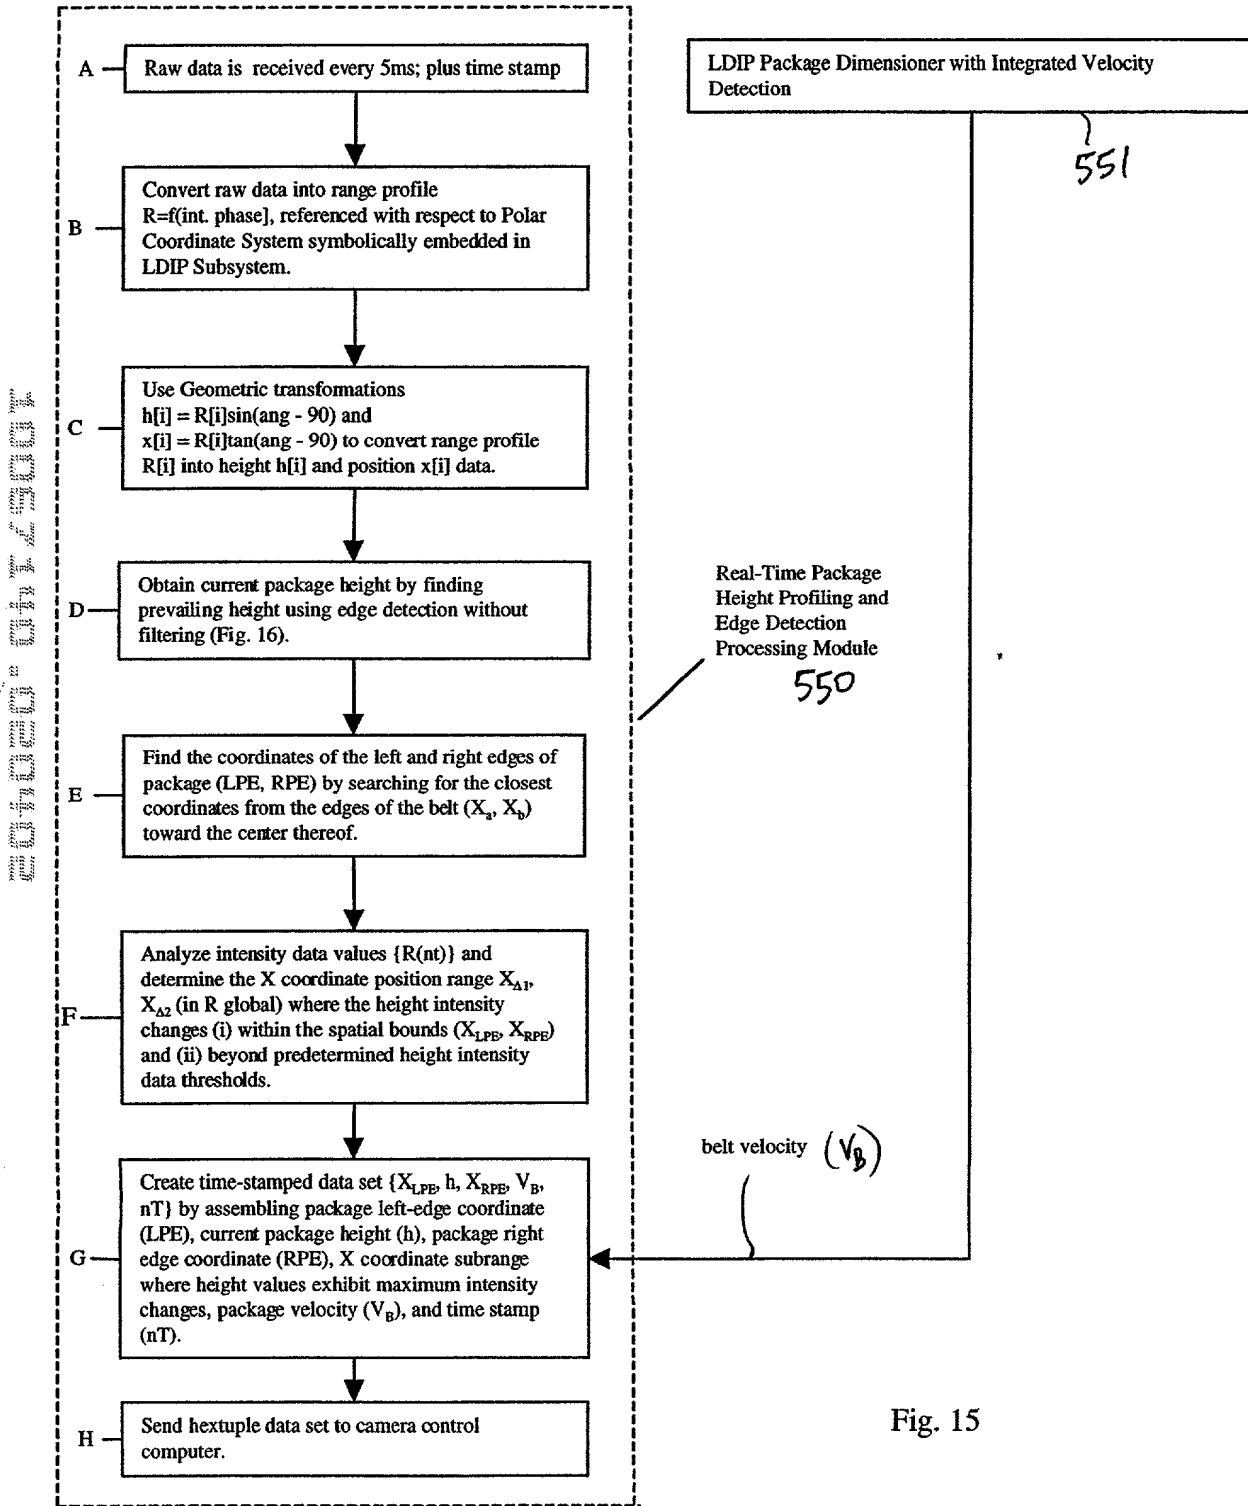 A
Raw data is received every 5ms; plus time stamp
B
Convert raw data into range profile
R=f(int. phase], referenced with respect to Polar
Coordinate System symbolically embedded in
LDIP Subsystem.
C
Use Geometric transformations
h[i] = R[i]sin(ang - 90) and
x[i] = R[i]tan(ang - 90) to convert range profile
R[i] into height h[i] and position x[i] data.
D
Obtain current package height by finding
prevailing height using edge detection without
filtering (Fig. 16).
E
Find the coordinates of the left and right edges of
package (LPE, RPE) by searching for the closest
coordinates from the edges of the belt (Xa, Xb)
toward the center thereof.
F
Analyze intensity data values {R(nt)} and
determine the X coordinate position range XΔ1,
XΔ2 (in R global) where the height intensity
changes (i) within the spatial bounds (XLPE, XRPE)
and (ii) beyond predetermined height intensity
data thresholds.
G
Create time-stamped data set {XLPE, h, XRPE, VB,
nT} by assembling package left-edge coordinate
(LPE), current package height (h), package right
edge coordinate (RPE), X coordinate subrange
where height values exhibit maximum intensity
changes, package velocity (VB), and time stamp
(nT).
H
Send hextuple data set to camera control
computer.
LDIP Package Dimensioner with Integrated Velocity
Detection
551
Real-Time Package
Height Profiling and
Edge Detection
Processing Module
550
belt velocity (VB)
Fig. 15
10067140.020402